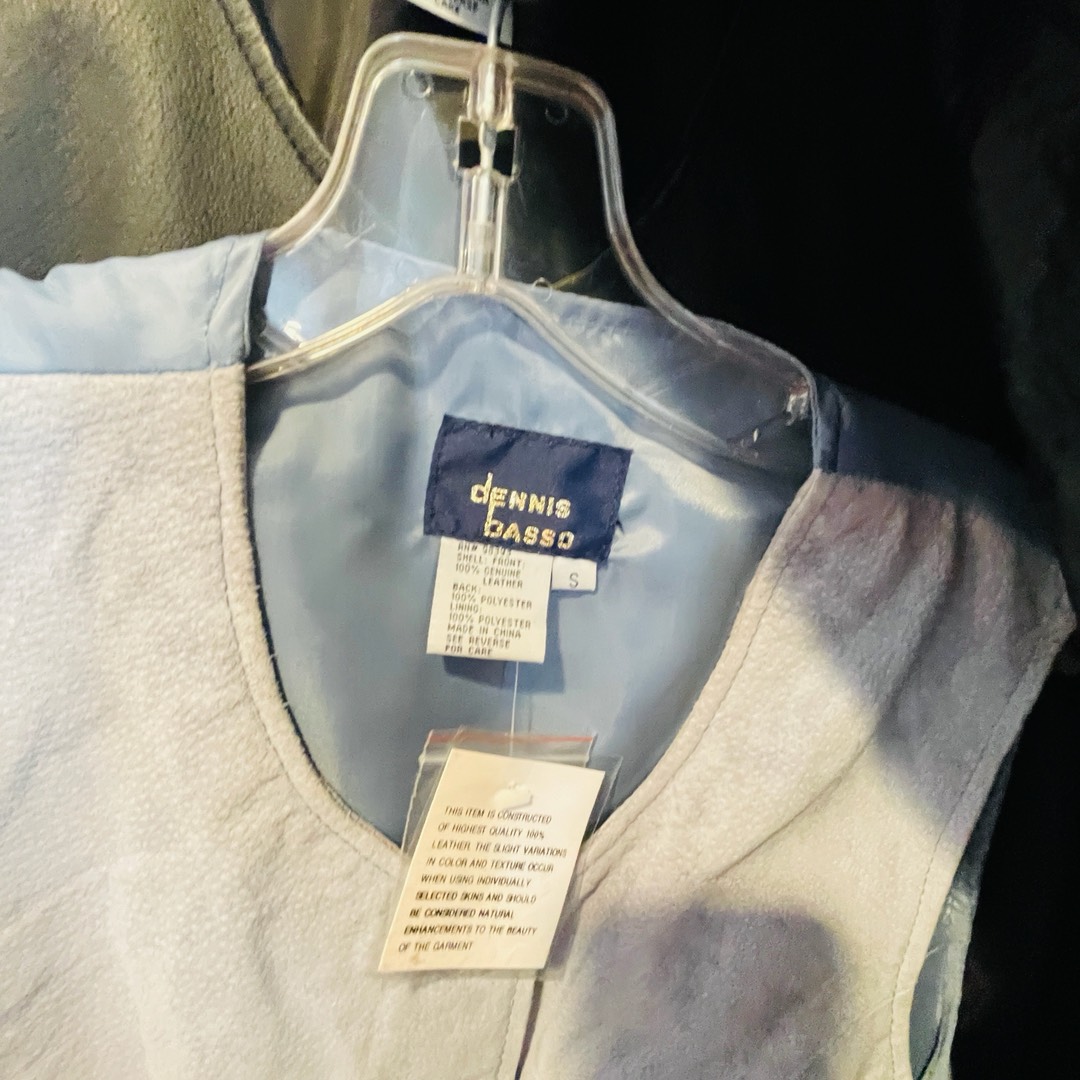 CARE
dENNIS
bASSO
S
SHELL: FRONT:
100% GENUINE
LEATHER
BACK:
100% POLYESTER
LINING:
100% POLYESTER
MADE IN CHINA
SEE REVERSE
FOR CARE
THIS ITEM IS CONSTRUCTED
OF HIGHEST QUALITY 100%
LEATHER. THE SLIGHT VARIATIONS
IN COLOR AND TEXTURE OCCUR
WHEN USING INDIVIDUALLY
SELECTED SKINS AND SHOULD
BE CONSIDERED NATURAL
ENHANCEMENTS TO THE BEAUTY
OF THE GARMENT